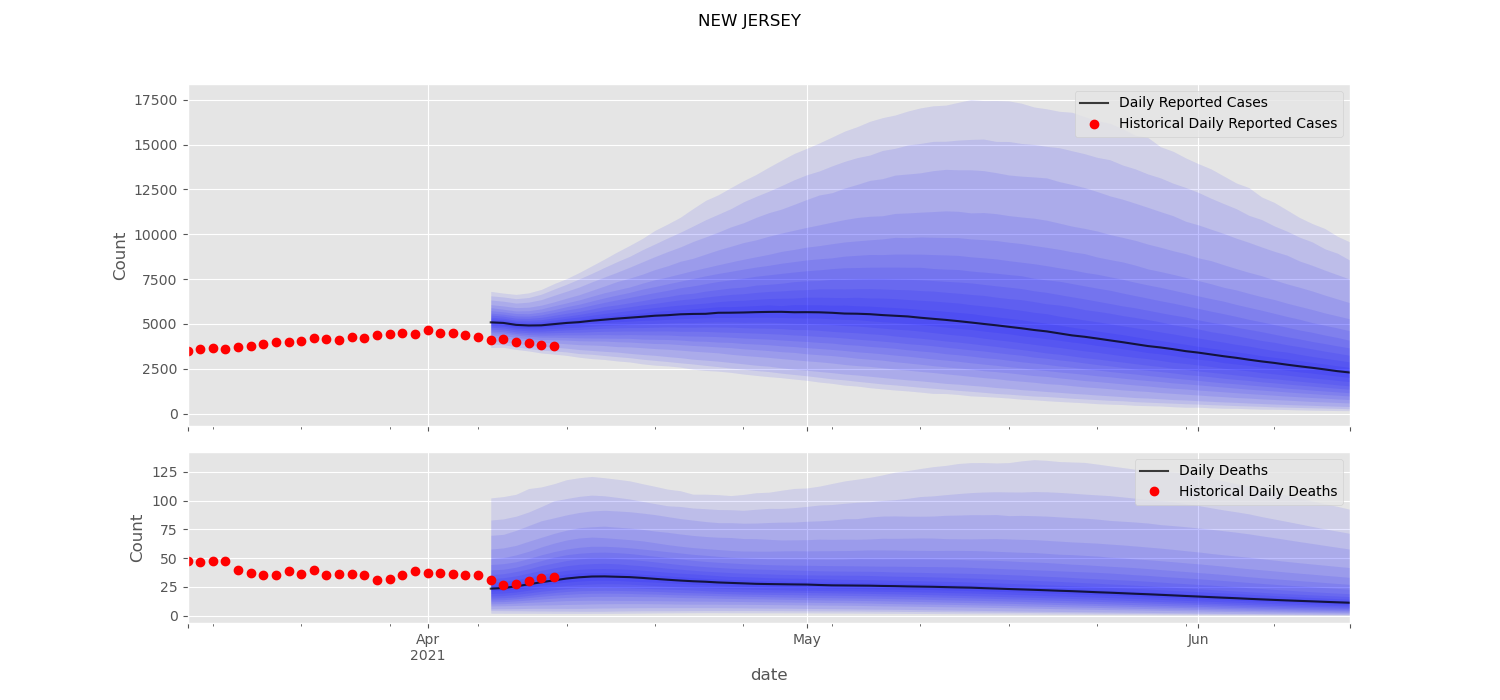 NEW JERSEY
17500
15000
12500
10000
7500
5000
2500
0
Count
Daily Reported Cases
Historical Daily Reported Cases
125
100
75
50
25
0
Count
Daily Deaths
Historical Daily Deaths
Apr
2021
May
Jun
date